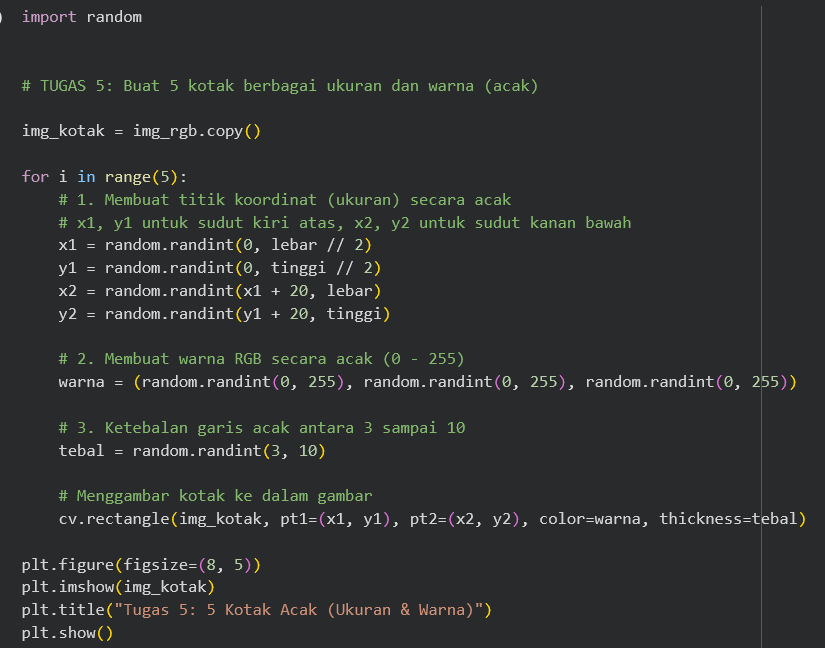 import random
# TUGAS 5: Buat 5 kotak berbagai ukuran dan warna (acak)
img_kotak = img_rgb.copy()
for i in range(5):
    # 1. Membuat titik koordinat (ukuran) secara acak
    # x1, y1 untuk sudut kiri atas, x2, y2 untuk sudut kanan bawah
    x1 = random.randint(0, lebar // 2)
    y1 = random.randint(0, tinggi // 2)
    x2 = random.randint(x1 + 20, lebar)
    y2 = random.randint(y1 + 20, tinggi)
    # 2. Membuat warna RGB secara acak (0 - 255)
    warna = (random.randint(0, 255), random.randint(0, 255), random.randint(0, 255))
    # 3. Ketebalan garis acak antara 3 sampai 10
    tebal = random.randint(3, 10)
    # Menggambar kotak ke dalam gambar
    cv.rectangle(img_kotak, pt1=(x1, y1), pt2=(x2, y2), color=warna, thickness=tebal)
plt.figure(figsize=(8, 5))
plt.imshow(img_kotak)
plt.title("Tugas 5: 5 Kotak Acak (Ukuran & Warna)")
plt.show()